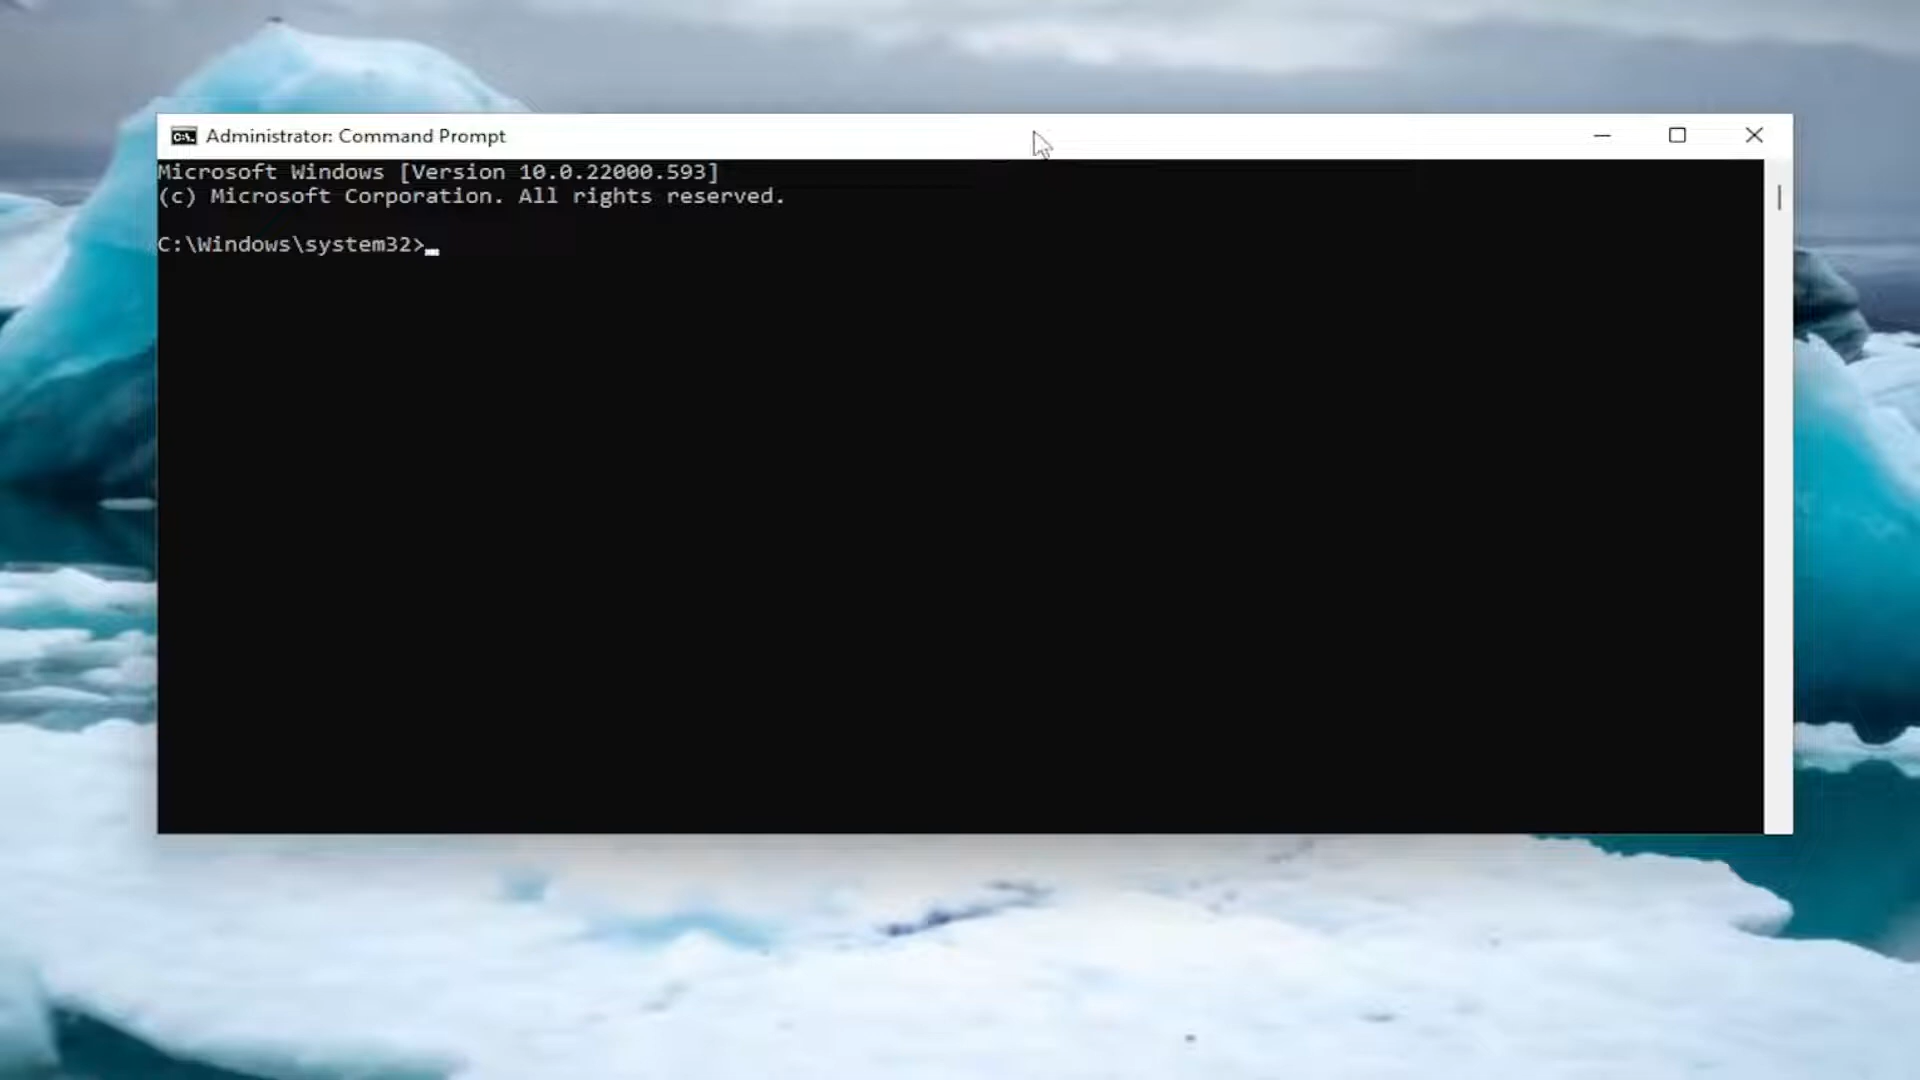 Administrator: Command Prompt
Microsoft Windows [Version 10.0.22000.593]
(c) Microsoft Corporation. All rights reserved.
C:\Windows\system32>